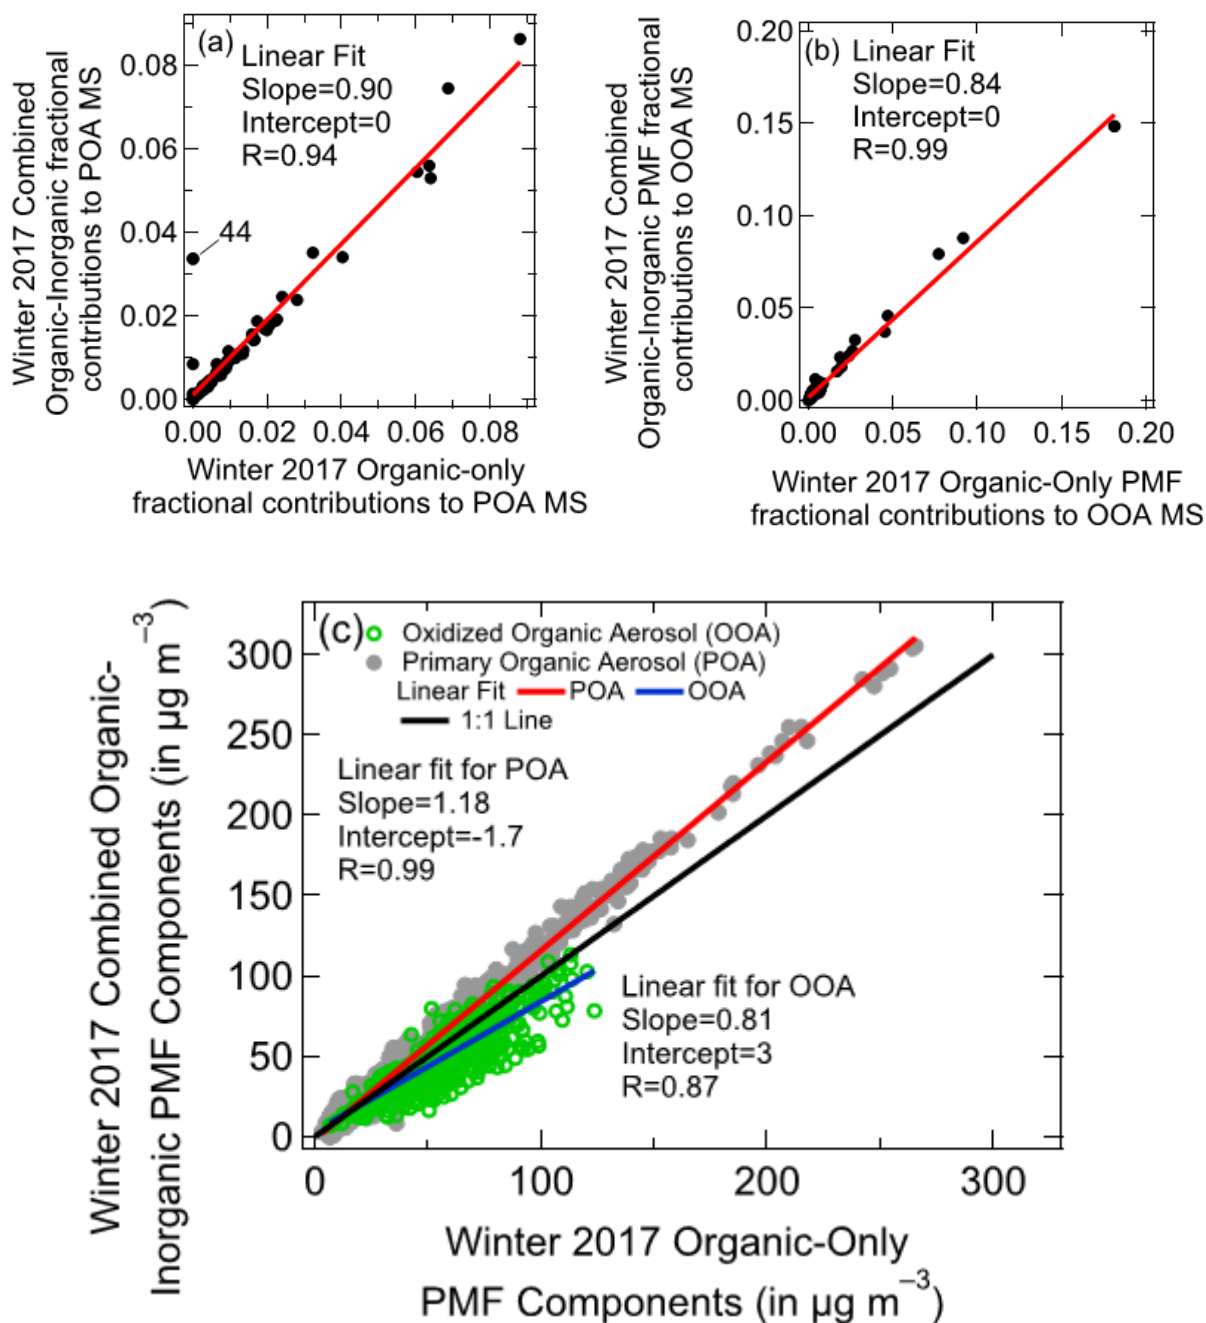 (a)
Linear Fit
Slope=0.90
Intercept=0
R=0.94
44
0.08
0.06
0.04
0.02
0.00
0.00 0.02 0.04 0.06 0.08
Winter 2017 Combined
Organic-Inorganic fractional
contributions to POA MS
Winter 2017 Organic-only
fractional contributions to POA MS
(b)
Linear Fit
Slope=0.84
Intercept=0
R=0.99
0.20
0.15
0.10
0.05
0.00
0.00 0.05 0.10 0.15 0.20
Winter 2017 Combined
Organic-Inorganic PMF fractional
contributions to OOA MS
Winter 2017 Organic-Only PMF
fractional contributions to OOA MS
(c)
Oxidized Organic Aerosol (OOA)
Primary Organic Aerosol (POA)
Linear Fit POA OOA
1:1 Line
Linear fit for POA
Slope=1.18
Intercept=-1.7
R=0.99
Linear fit for OOA
Slope=0.81
Intercept=3
R=0.87
300
250
200
150
100
50
0
0 100 200 300
Winter 2017 Combined Organic-
Inorganic PMF Components (in µg m⁻³)
Winter 2017 Organic-Only
PMF Components (in µg m⁻³)